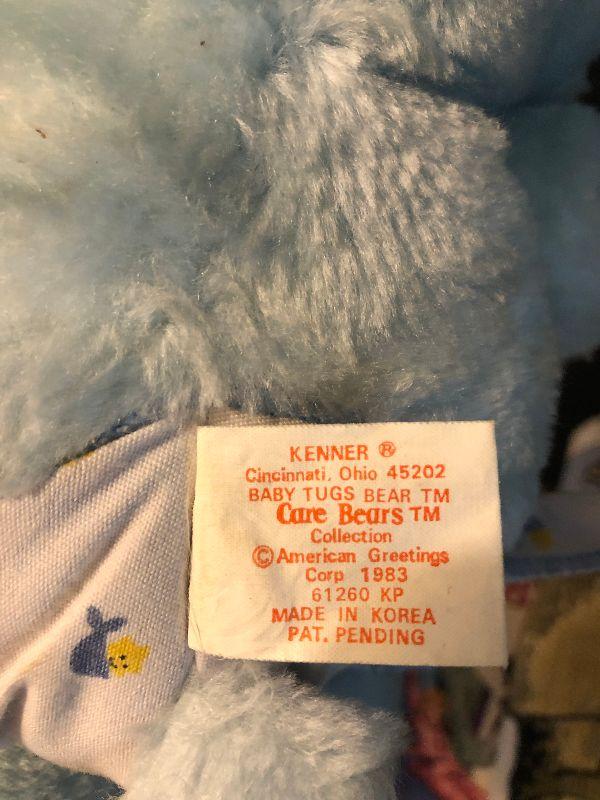 KENNER ®
Cincinnati, Ohio 45202
BABY TUGS BEAR TM
Care Bears TM
Collection
© American Greetings
Corp 1983
61260 KP
MADE IN KOREA
PAT. PENDING